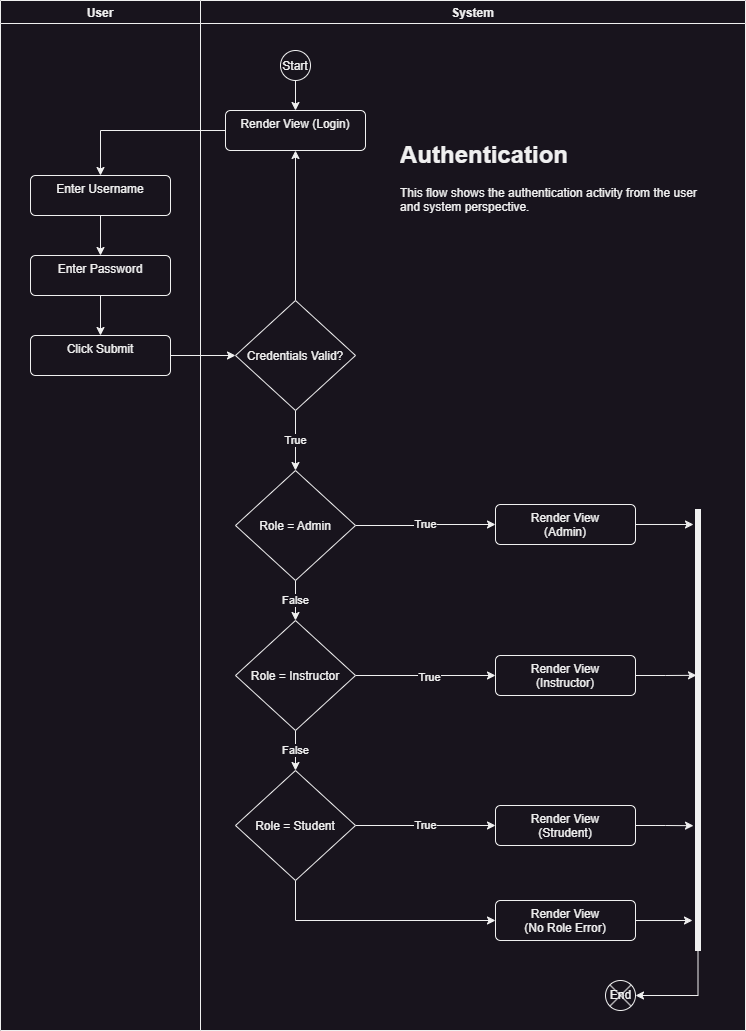 User
System
Start
Render View (Login)
Authentication
This flow shows the authentication activity from the user
and system perspective.
Enter Username
Enter Password
Click Submit
Credentials Valid?
True
Role = Admin
True
Render View
(Admin)
False
Role = Instructor
True
Render View
(Instructor)
False
Role = Student
True
Render View
(Strudent)
Render View
(No Role Error)
End